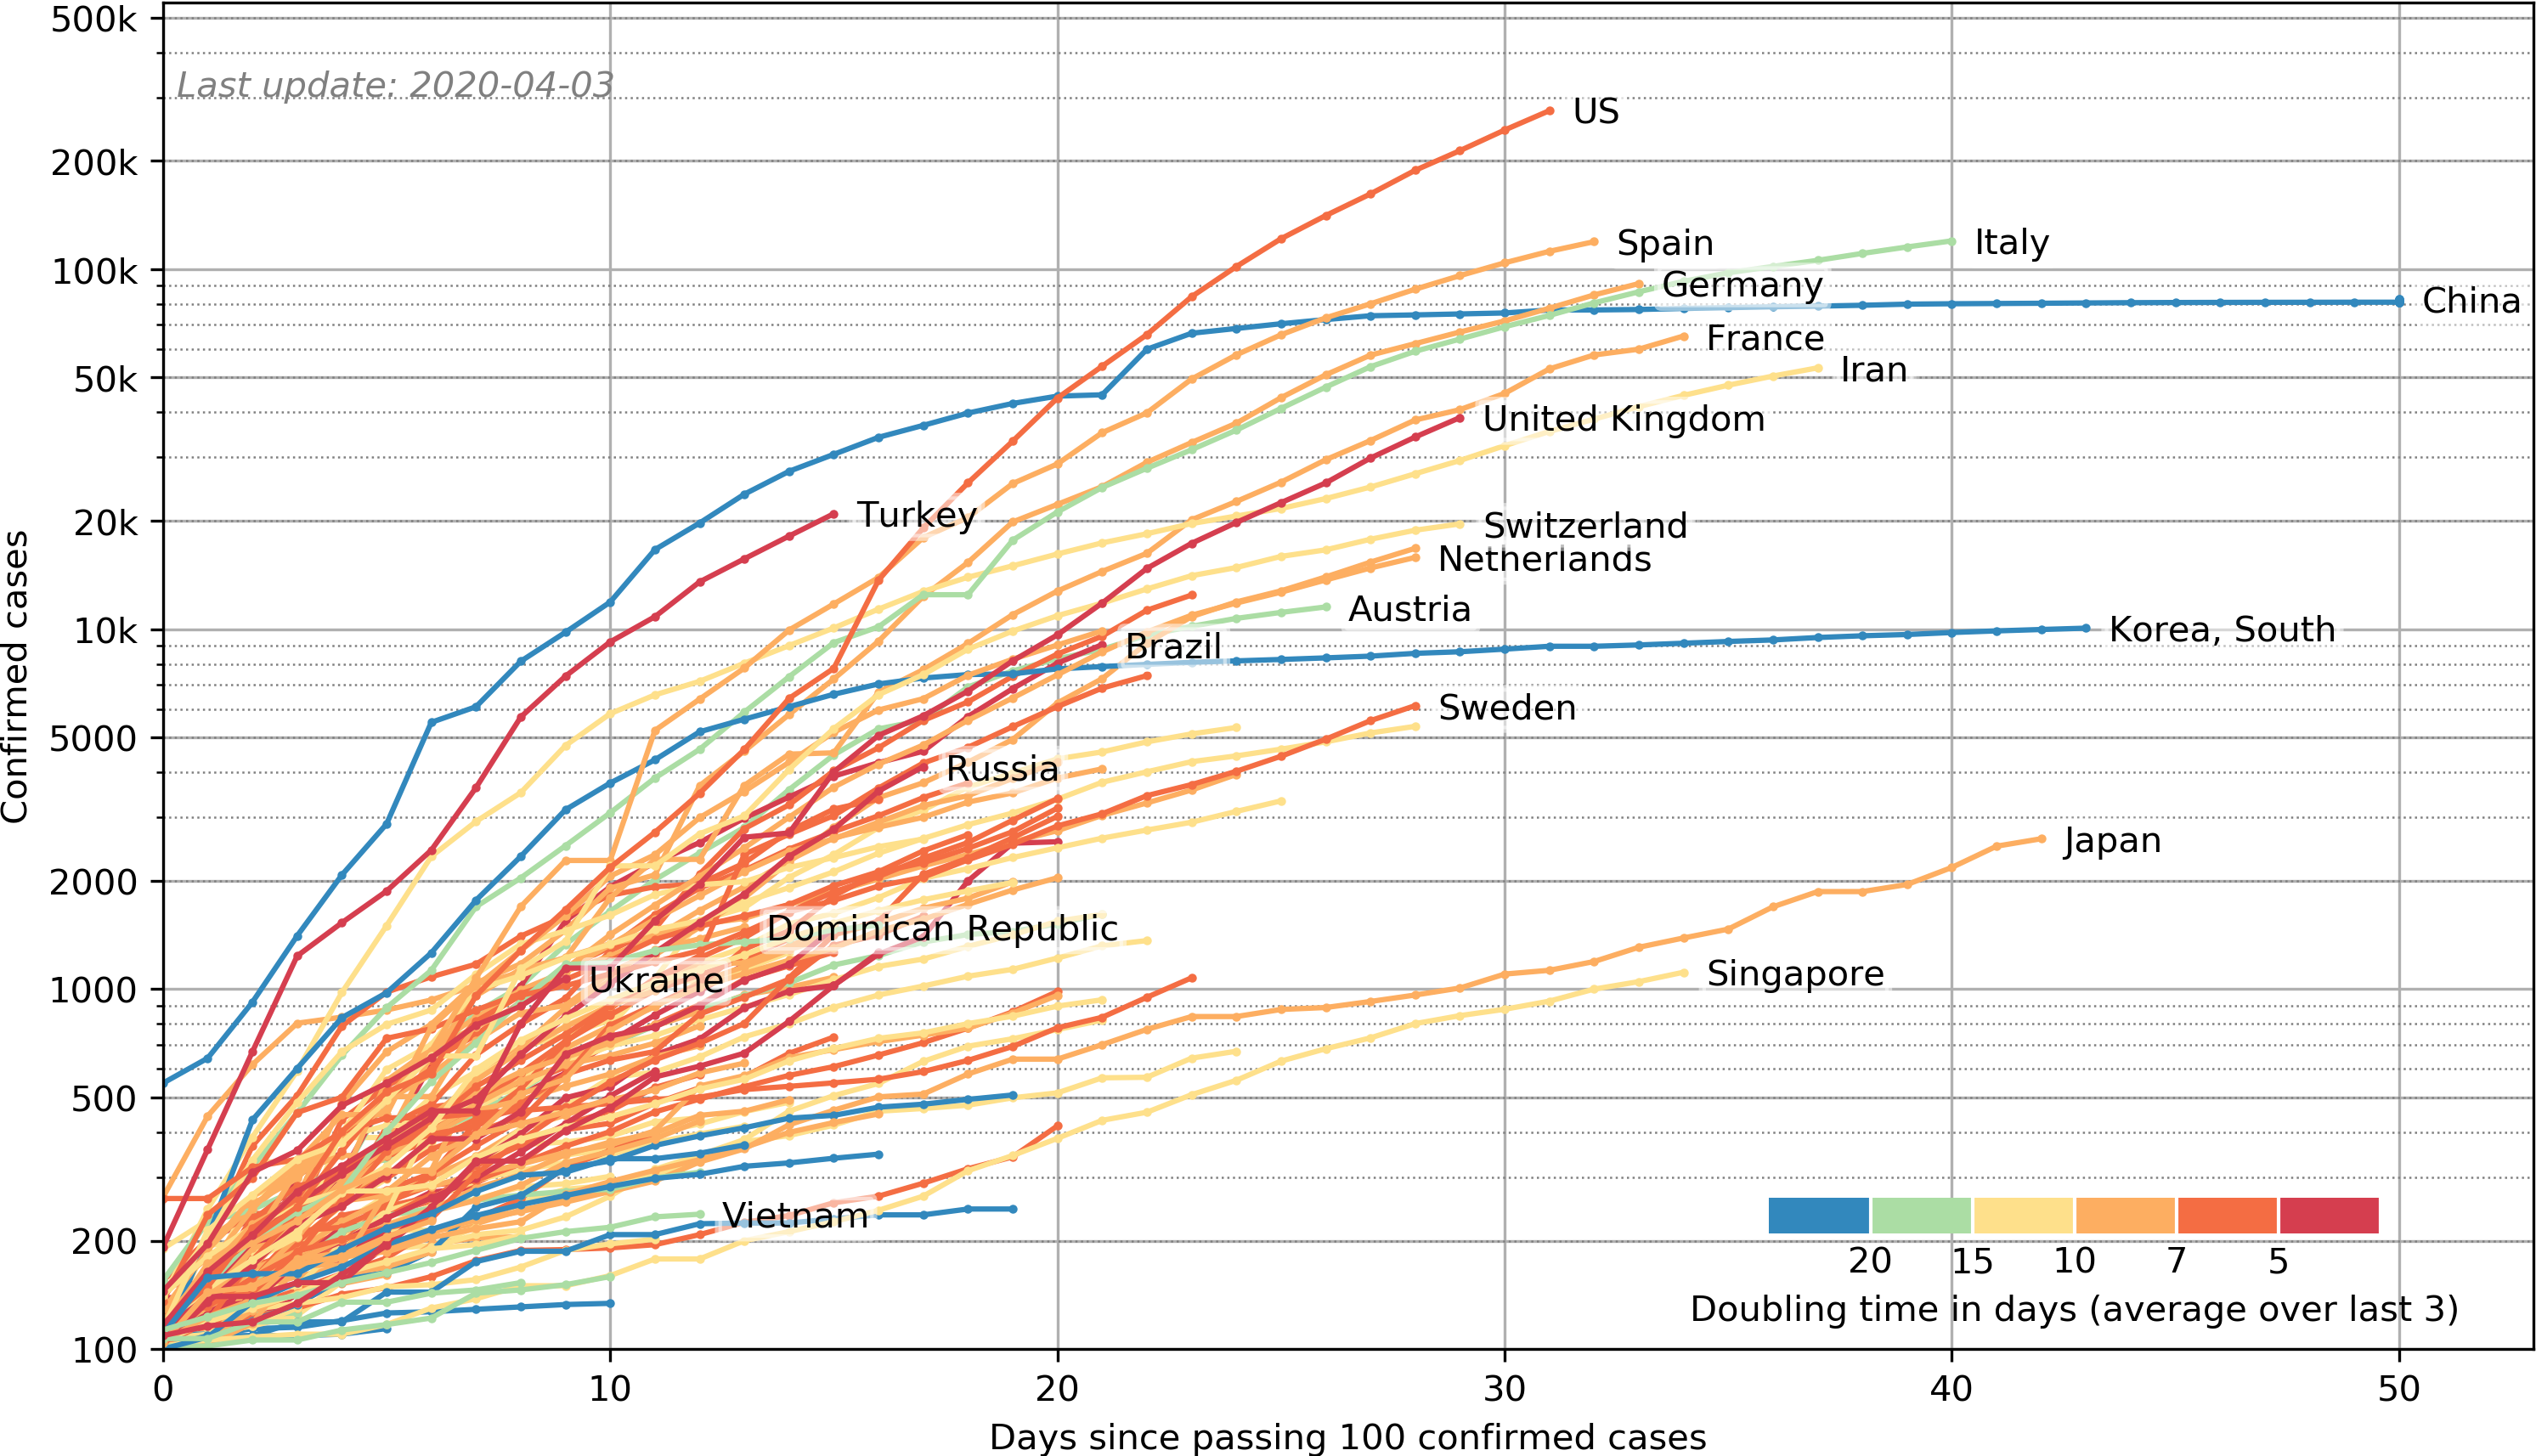 500k
Last update: 2020-04-03
US
200k
Spain
Italy
100k
Germany
China
France
50k
Iran
United Kingdom
Turkey
20k
Switzerland
Netherlands
Austria
10k
Korea, South
Brazil
Sweden
5000
Russia
Japan
2000
Dominican Republic
1000
Ukraine
Singapore
500
Vietnam
200
100
Confirmed cases
20 15 10 7 5
Doubling time in days (average over last 3)
0 10 20 30 40 50
Days since passing 100 confirmed cases